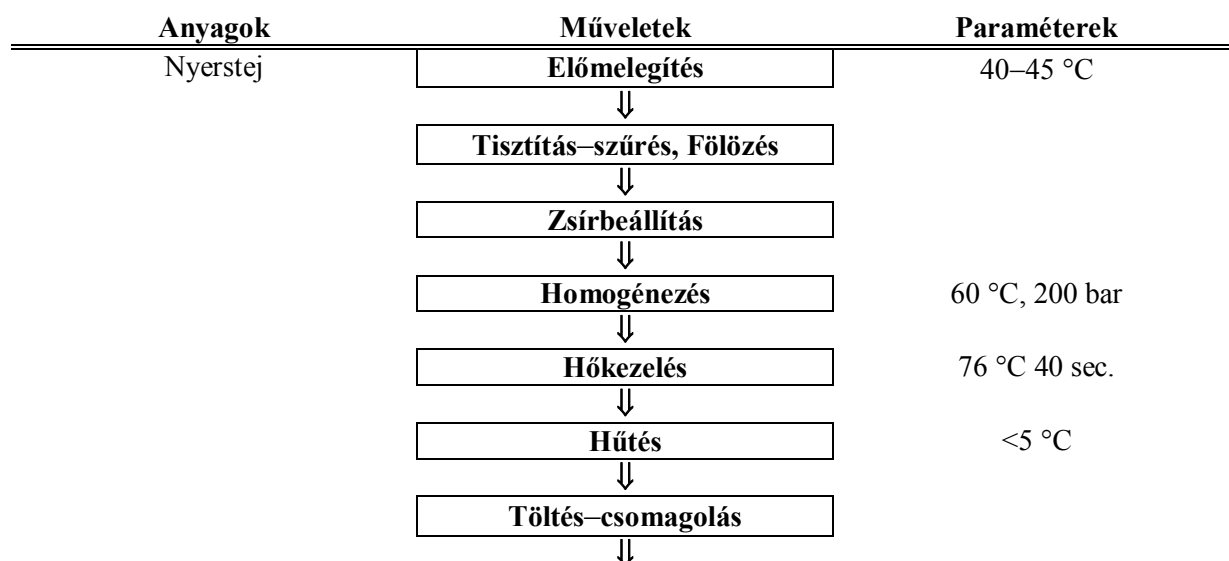 Anyagok Műveletek Paraméterek
Nyerstej Előmelegítés 40–45 °C
⇓
Tisztítás–szűrés, Fölözés
⇓
Zsírbeállítás
⇓
Homogénezés 60 °C, 200 bar
⇓
Hőkezelés 76 °C 40 sec.
⇓
Hűtés <5 °C
⇓
Töltés–csomagolás
⇓